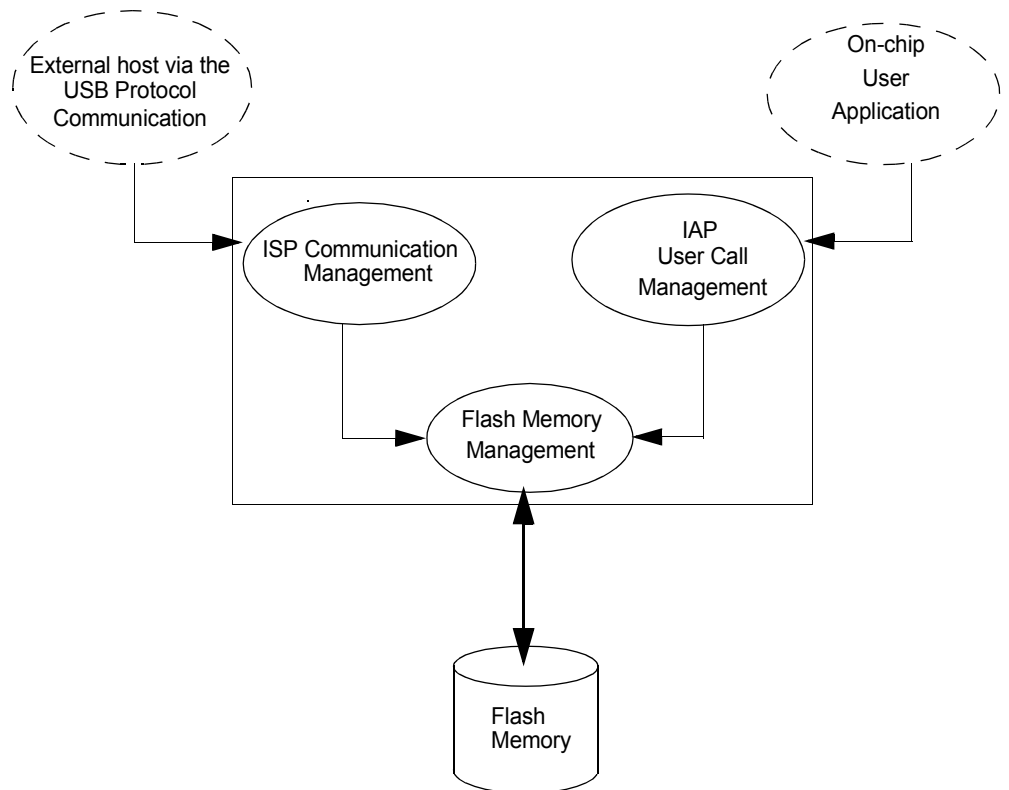 External host via the
USB Protocol
Communication
On-chip
User
Application
ISP Communication
Management
IAP
User Call
Management
Flash Memory
Management
Flash
Memory